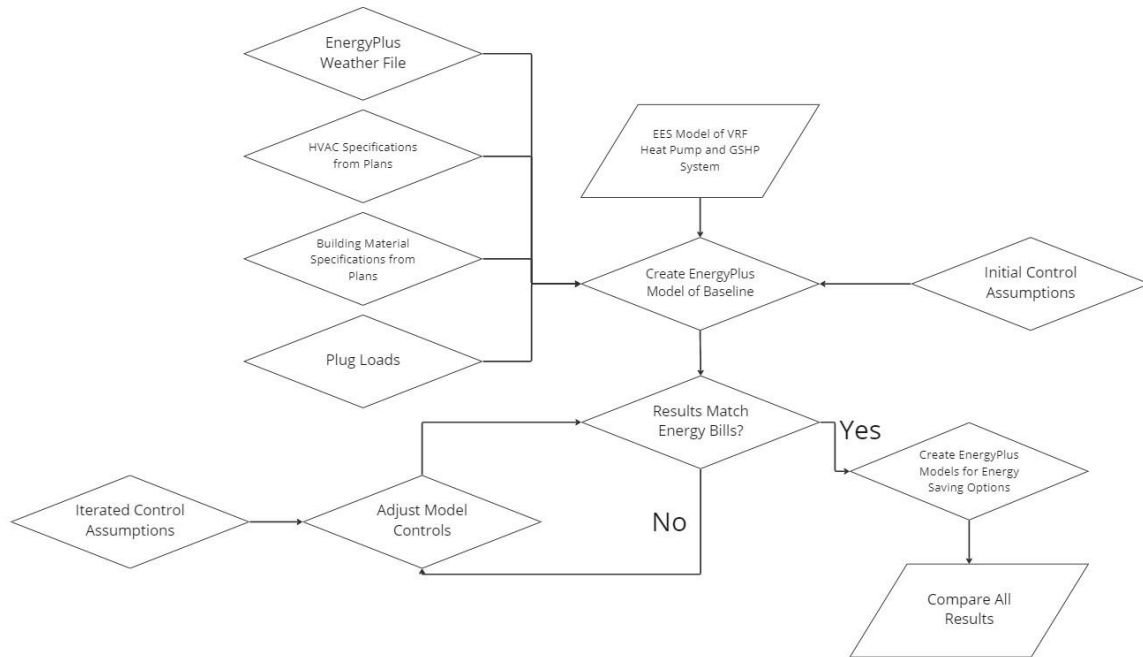 EnergyPlus
Weather File
HVAC Specifications
from Plans
Building Material
Specifications from
Plans
Plug Loads
EES Model of VRF
Heat Pump and GSHP
System
Create EnergyPlus
Model of Baseline
Initial Control
Assumptions
Results Match
Energy Bills?
Yes
No
Create EnergyPlus
Models for Energy
Saving Options
Iterated Control
Assumptions
Adjust Model
Controls
Compare All
Results